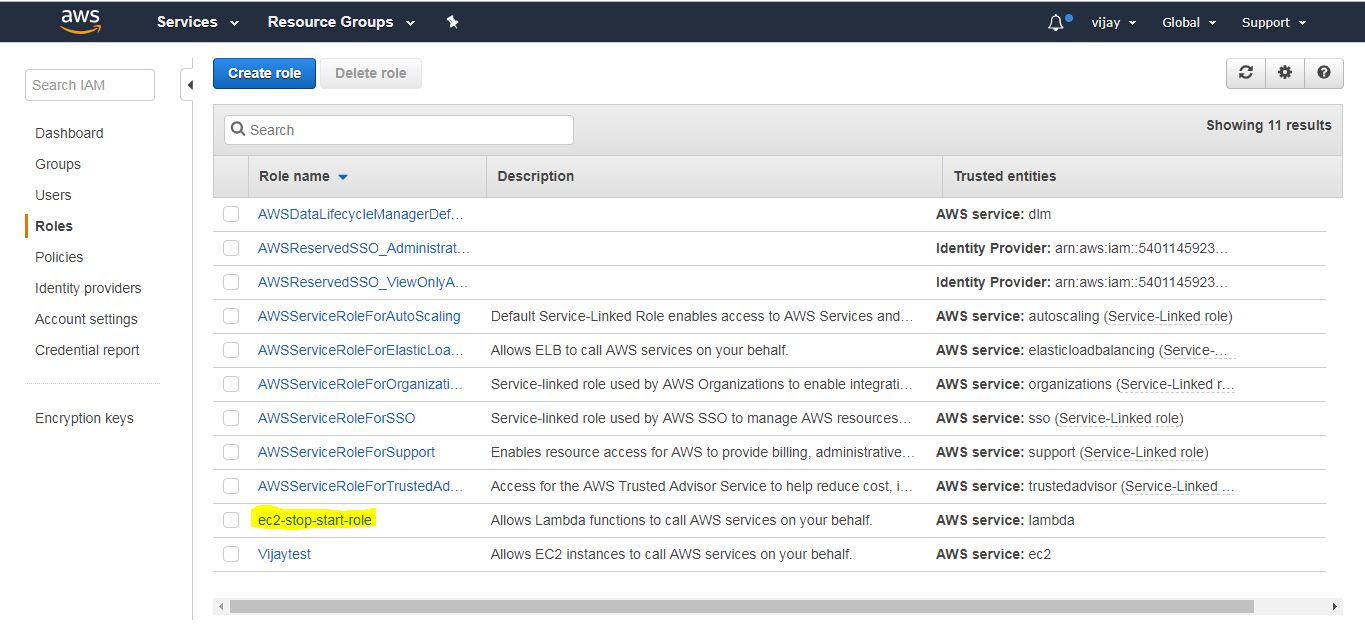 aws Services Resource Groups vijay Global Support
Search IAM
Dashboard
Groups
Users
Roles
Policies
Identity providers
Account settings
Credential report
Encryption keys
Create role Delete role
Search
Showing 11 results
Role name Description Trusted entities
AWSDataLifecycleManagerDef... AWS service: dlm
AWSReservedSSO_Administrat... Identity Provider: arn:aws:iam::5401145923...
AWSReservedSSO_ViewOnlyA... Identity Provider: arn:aws:iam::5401145923...
AWSServiceRoleForAutoScaling Default Service-Linked Role enables access to AWS Services and... AWS service: autoscaling (Service-Linked role)
AWSServiceRoleForElasticLoa... Allows ELB to call AWS services on your behalf. AWS service: elasticloadbalancing (Service-...
AWSServiceRoleForOrganizati... Service-linked role used by AWS Organizations to enable integrati... AWS service: organizations (Service-Linked r...
AWSServiceRoleForSSO Service-linked role used by AWS SSO to manage AWS resources... AWS service: sso (Service-Linked role)
AWSServiceRoleForSupport Enables resource access for AWS to provide billing, administrative... AWS service: support (Service-Linked role)
AWSServiceRoleForTrustedAd... Access for the AWS Trusted Advisor Service to help reduce cost, i... AWS service: trustedadvisor (Service-Linked ...
ec2-stop-start-role Allows Lambda functions to call AWS services on your behalf. AWS service: lambda
Vijaytest Allows EC2 instances to call AWS services on your behalf. AWS service: ec2